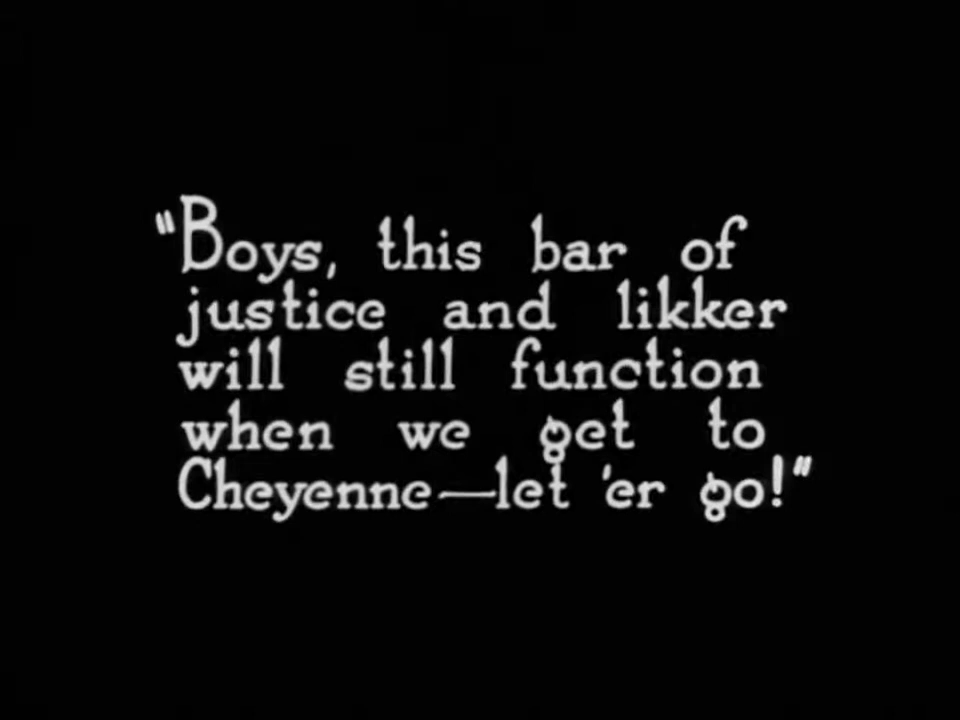 "Boys, this bar of
justice and likker
will still function
when we get to
Cheyenne—let 'er go!"